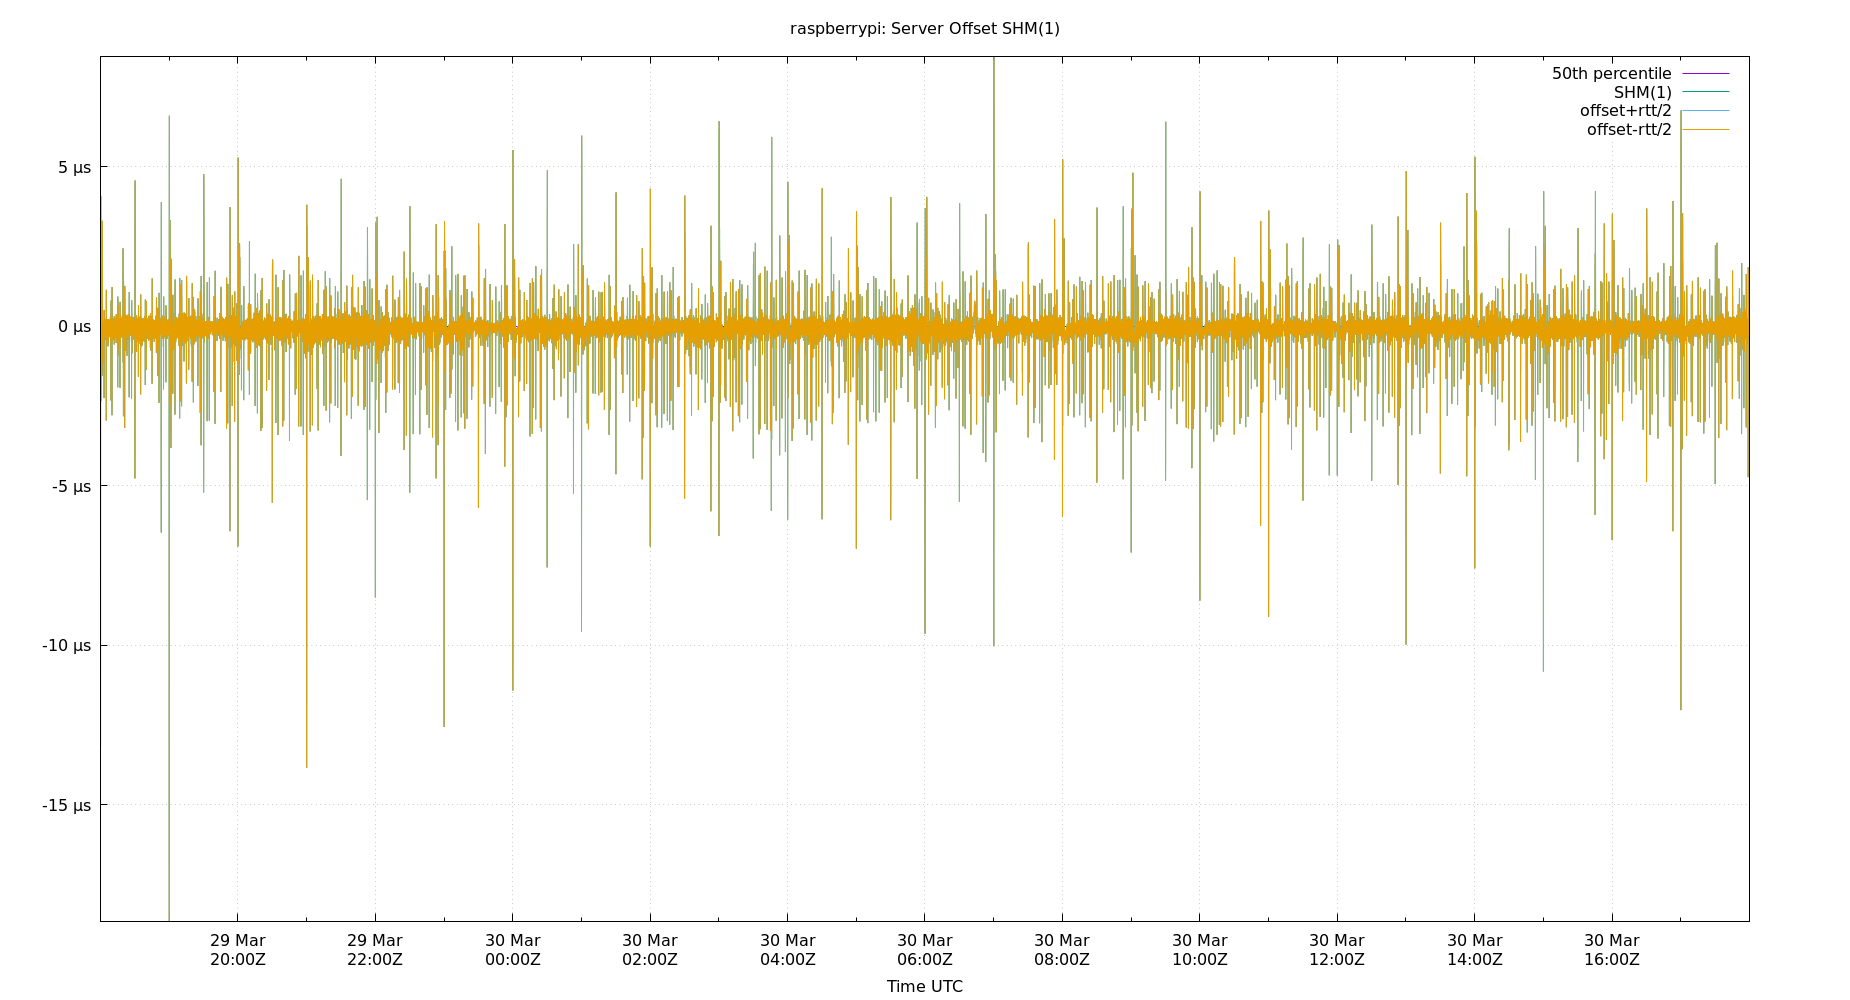 raspberrypi: Server Offset SHM(1)
50th percentile
SHM(1)
offset+rtt/2
offset-rtt/2
5 µs
0 µs
-5 µs
-10 µs
-15 µs
29 Mar 29 Mar 30 Mar 30 Mar 30 Mar 30 Mar 30 Mar 30 Mar 30 Mar 30 Mar 30 Mar
20:00Z 22:00Z 00:00Z 02:00Z 04:00Z 06:00Z 08:00Z 10:00Z 12:00Z 14:00Z 16:00Z
Time UTC